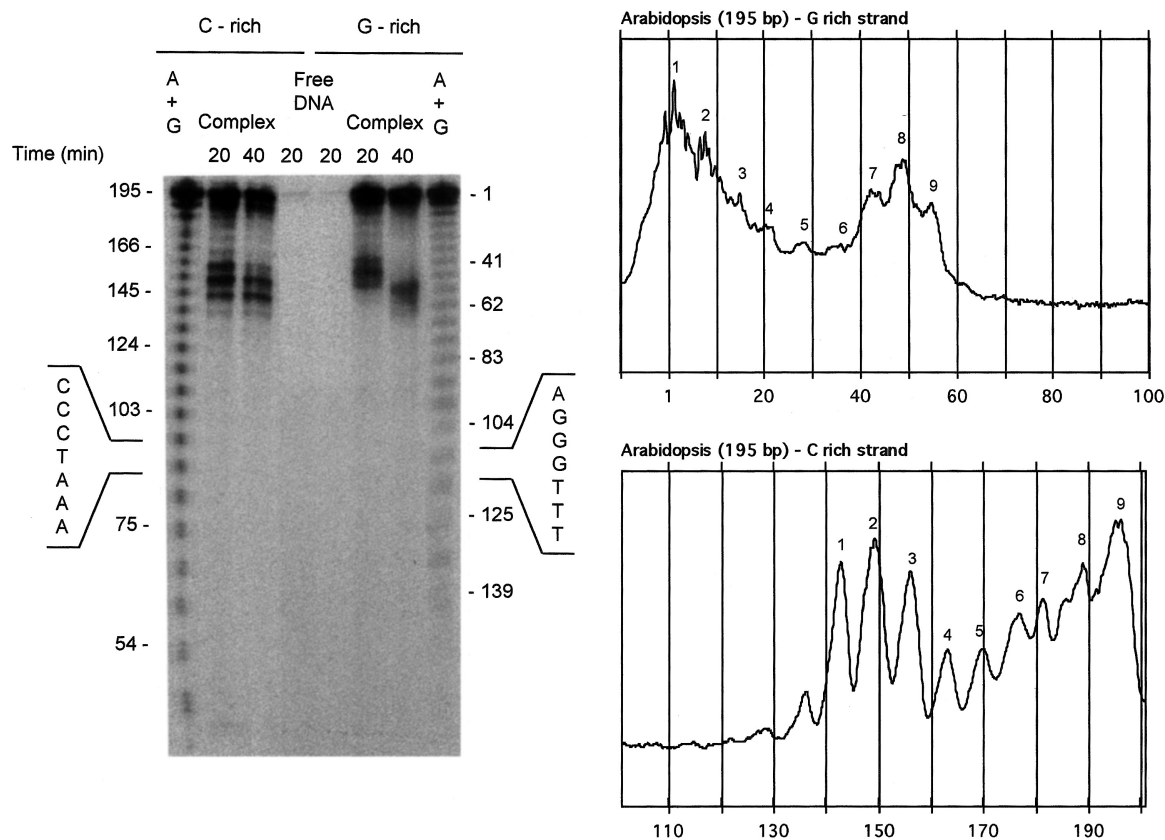 C - rich
G - rich
A
+
G
Complex
Free
DNA
Complex
A
+
G
Time (min)
20 40 20 20 20 40
195 -
166 -
145 -
124 -
103 -
75 -
54 -
C
C
C
T
A
A
A
- 1
- 41
- 62
- 83
- 104
- 125
- 139
A
G
G
G
T
T
T
Arabidopsis (195 bp) - G rich strand
1
2
3
4
5
6
7
8
9
1 20 40 60 80 100
Arabidopsis (195 bp) - C rich strand
1
2
3
4
5
6
7
8
9
110 130 150 170 190